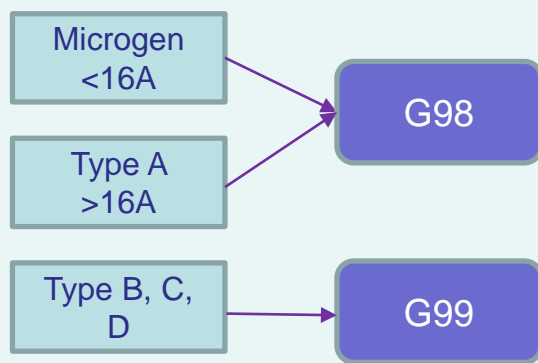 Microgen
<16A
G98
Type A
>16A
Type B, C,
D
G99